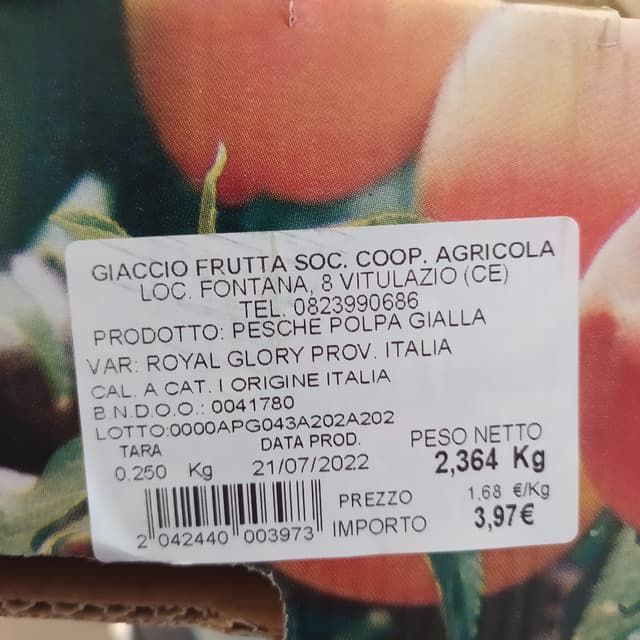 GIACCIO FRUTTA SOC. COOP. AGRICOLA
LOC. FONTANA, 8 VITULAZIO (CE)
TEL. 0823990686
PRODOTTO: PESCHE POLPA GIALLA
VAR: ROYAL GLORY PROV. ITALIA
CAL. A CAT. I ORIGINE ITALIA
B.N.D.O.O.: 0041780
LOTTO:0000APG043A202A202
TARA DATA PROD. PESO NETTO
0.250 Kg 21/07/2022 2,364 Kg
PREZZO 1,68 €/Kg
IMPORTO 3,97€
2 042440 003973